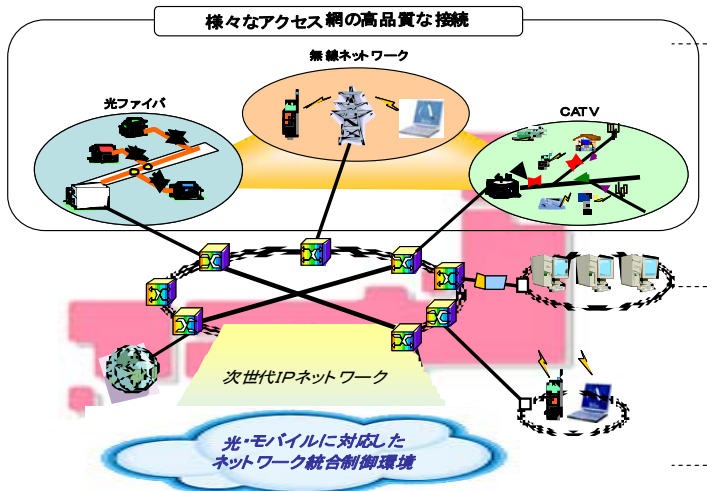 様々なアクセス網の高品質な接続
無線ネットワーク
光ファイバ
CATV
次世代IPネットワーク
光・モバイルに対応した
ネットワーク統合制御環境